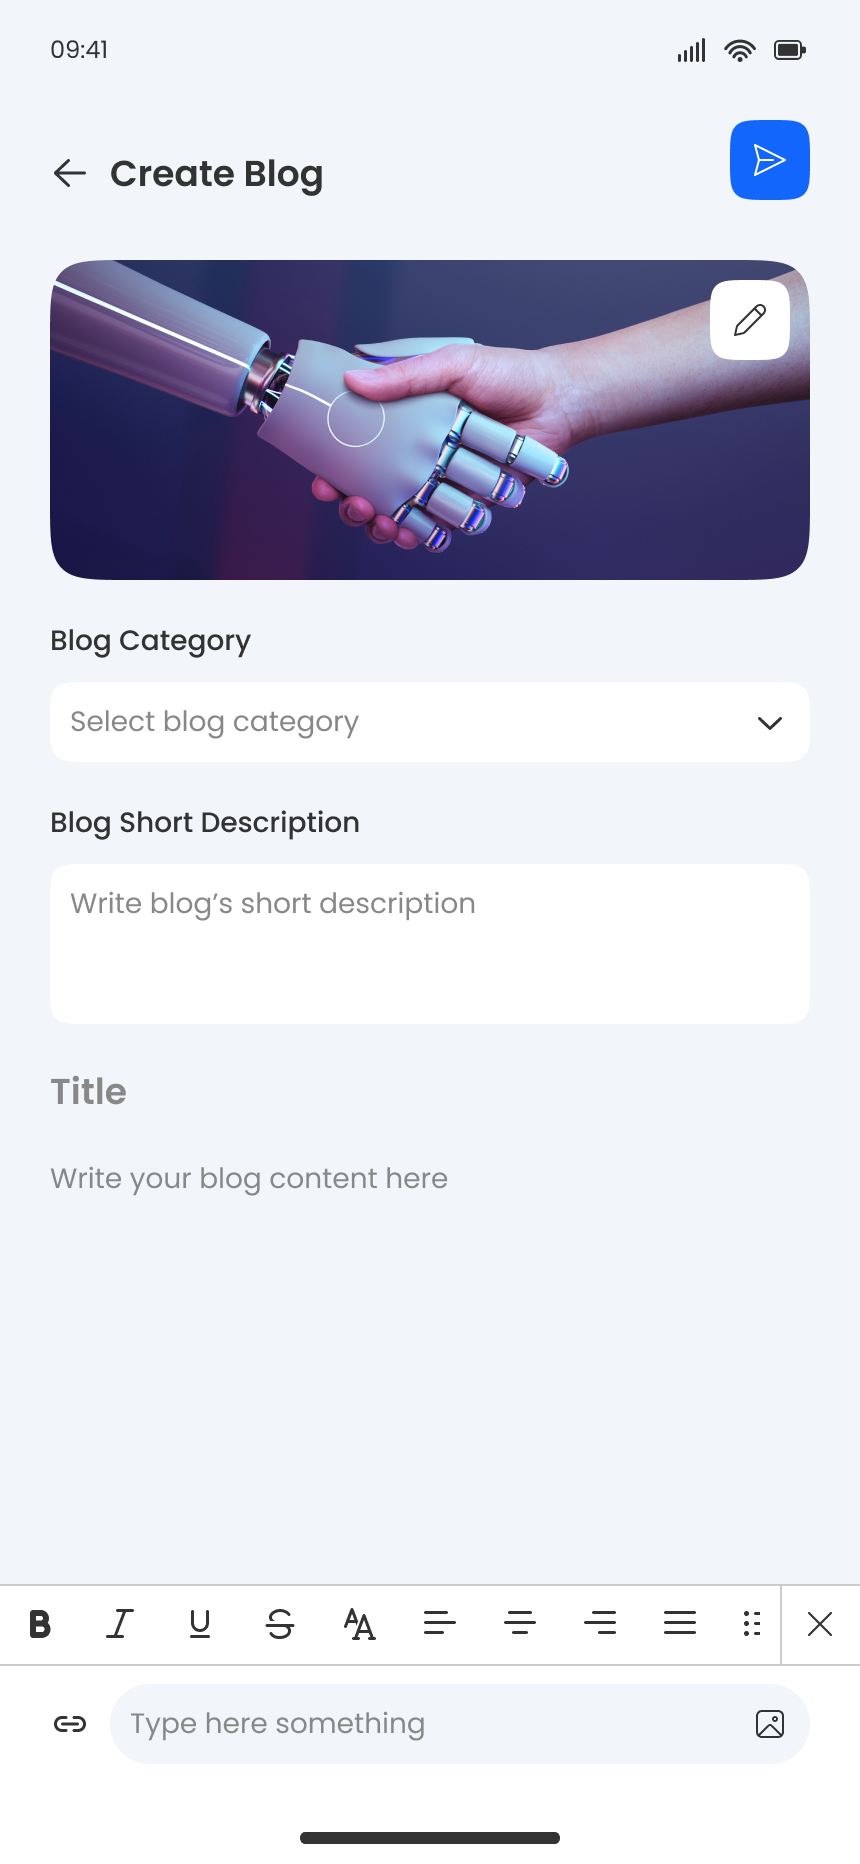 09:41
Create Blog
Blog Category
Select blog category
Blog Short Description
Write blog’s short description
Title
Write your blog content here
B I U S AA
Type here something